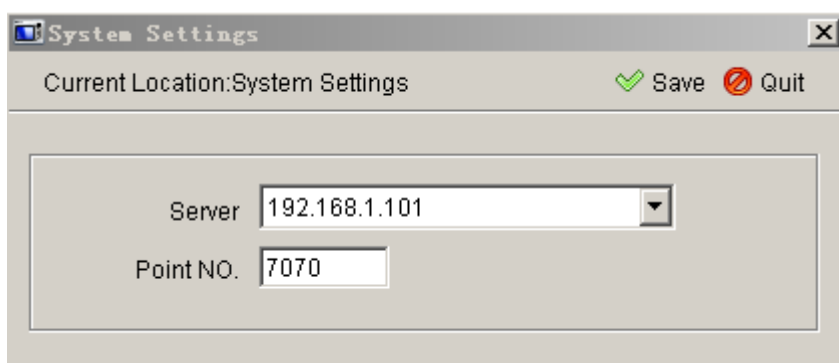 System Settings
Current Location:System Settings Save Quit
Server 192.168.1.101
Point NO. 7070